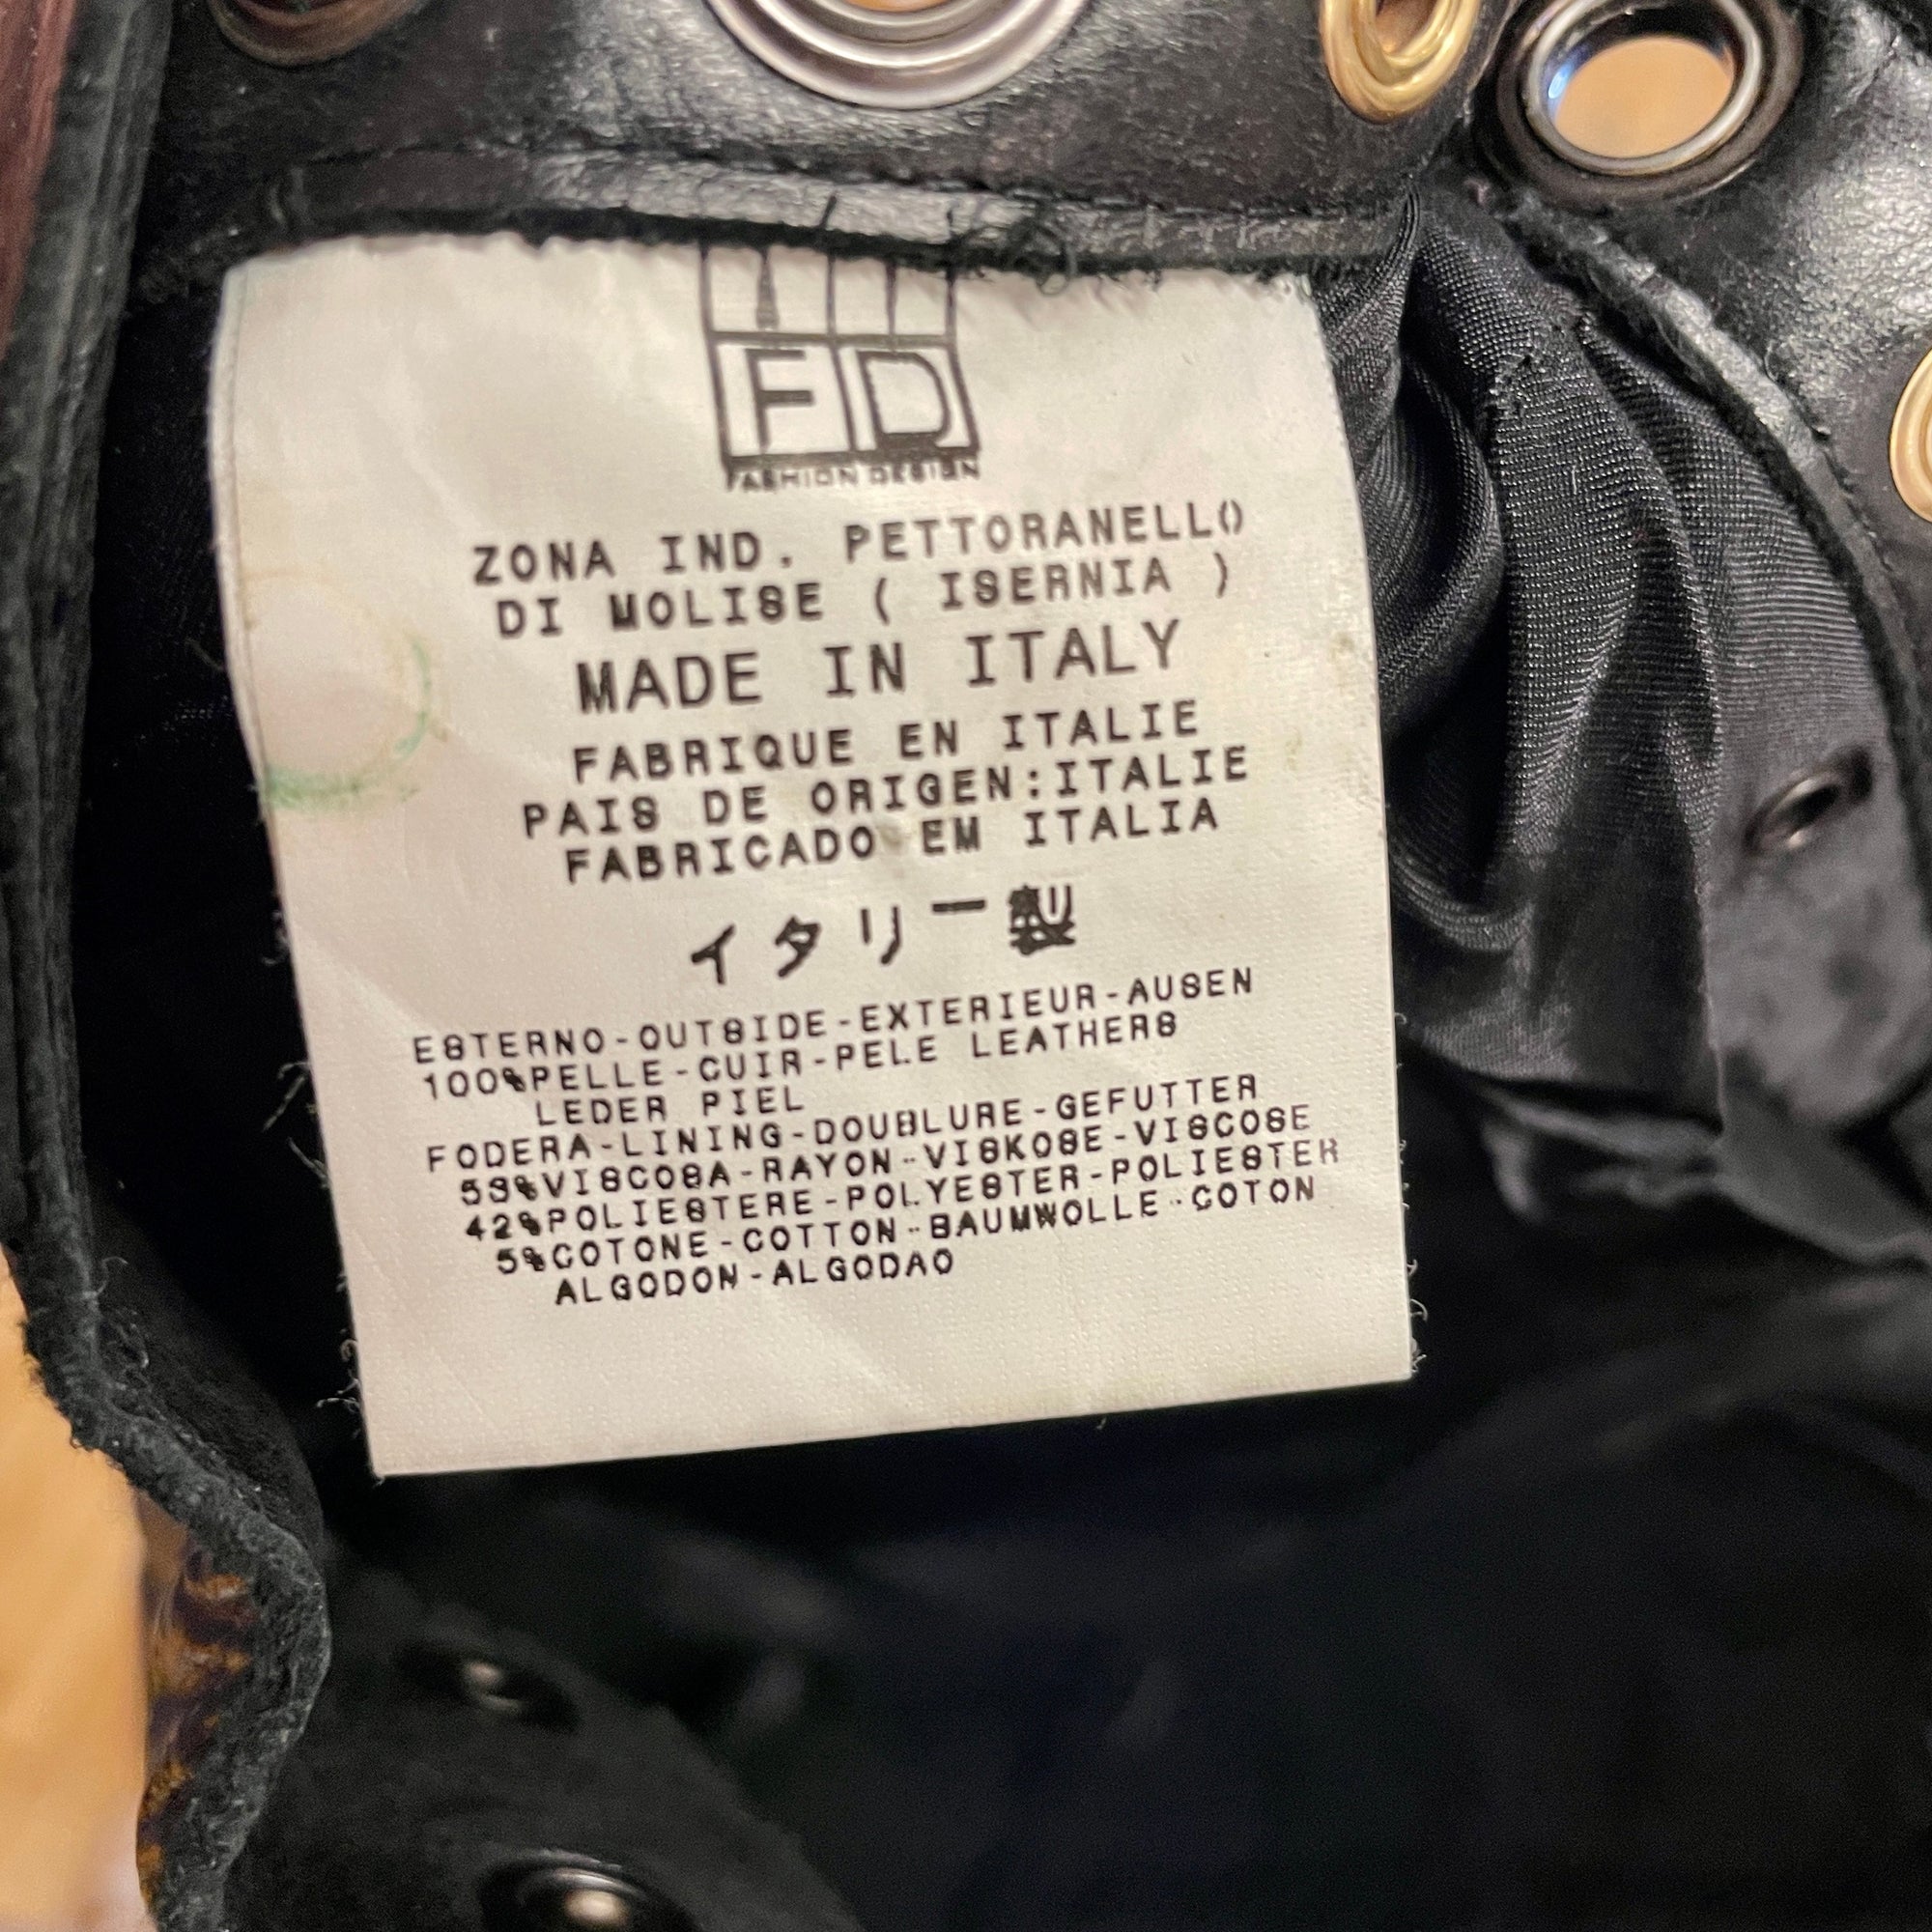 FD
FASHION DESIGN
ZONA IND. PETTORANELLO
DI MOLISE ( ISERNIA )
MADE IN ITALY
FABRIQUE EN ITALIE
PAIS DE ORIGEN:ITALIE
FABRICADO EM ITALIA
イタリー製
ESTERNO-OUTSIDE-EXTERIEUR-AUSEN
100%PELLE-CUIR-PELE LEATHERS
LEDER PIEL
FODERA-LINING-DOUBLURE-GEFUTTER
53%VISCOSA-RAYON-VISKOSE-VISCOSE
42%POLIESTERE-POLYESTER-POLIESTER
5%COTONE-COTTON-BAUMWOLLE-COTON
ALGODON-ALGODAO